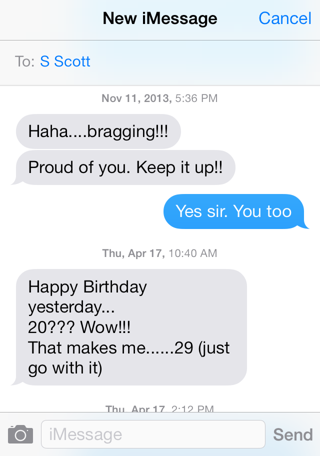 New iMessage
Cancel
To: S Scott
Nov 11, 2013, 5:36 PM
Haha....bragging!!!
Proud of you. Keep it up!!
Yes sir. You too
Thu, Apr 17, 10:40 AM
Happy Birthday
yesterday...
20??? Wow!!!
That makes me......29 (just
go with it)
Thu, Apr 17, 2:12 PM
iMessage
Send